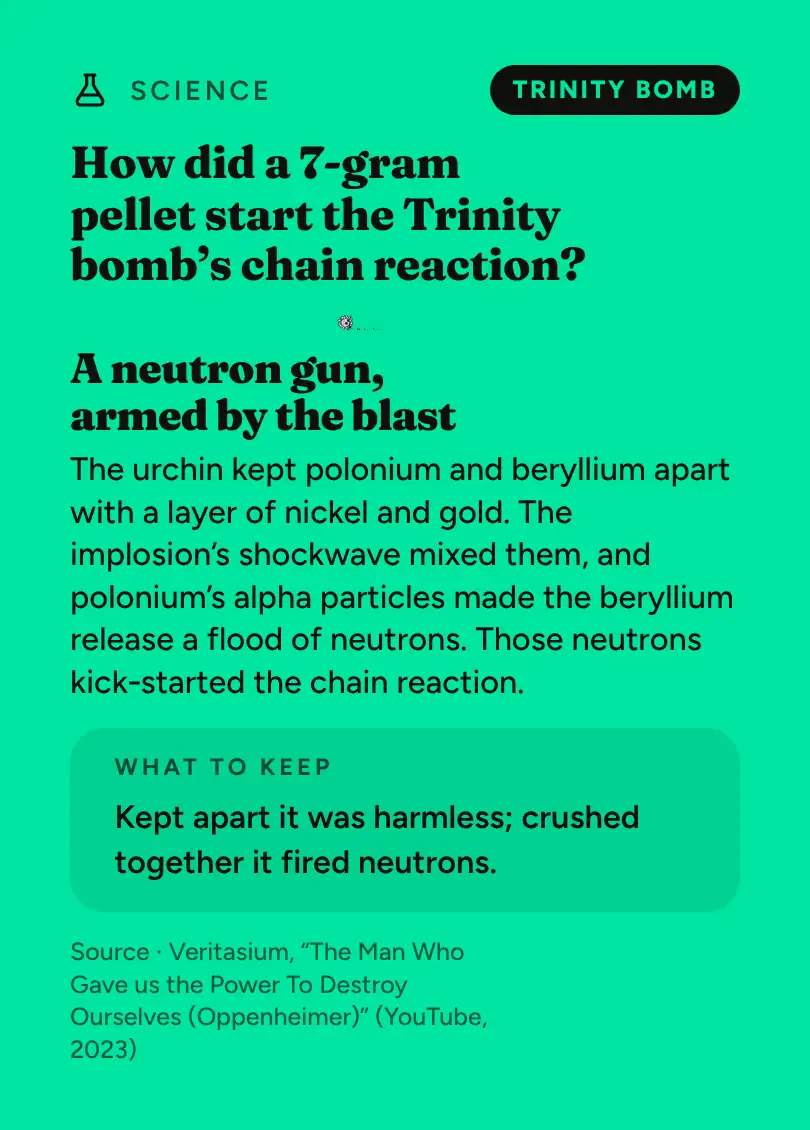 SCIENCE
TRINITY BOMB
How did a 7-gram
pellet start the Trinity
bomb’s chain reaction?
A neutron gun,
armed by the blast
The urchin kept polonium and beryllium apart
with a layer of nickel and gold. The
implosion’s shockwave mixed them, and
polonium’s alpha particles made the beryllium
release a flood of neutrons. Those neutrons
kick-started the chain reaction.
WHAT TO KEEP
Kept apart it was harmless; crushed
together it fired neutrons.
Source · Veritasium, “The Man Who
Gave us the Power To Destroy
Ourselves (Oppenheimer)” (YouTube,
2023)